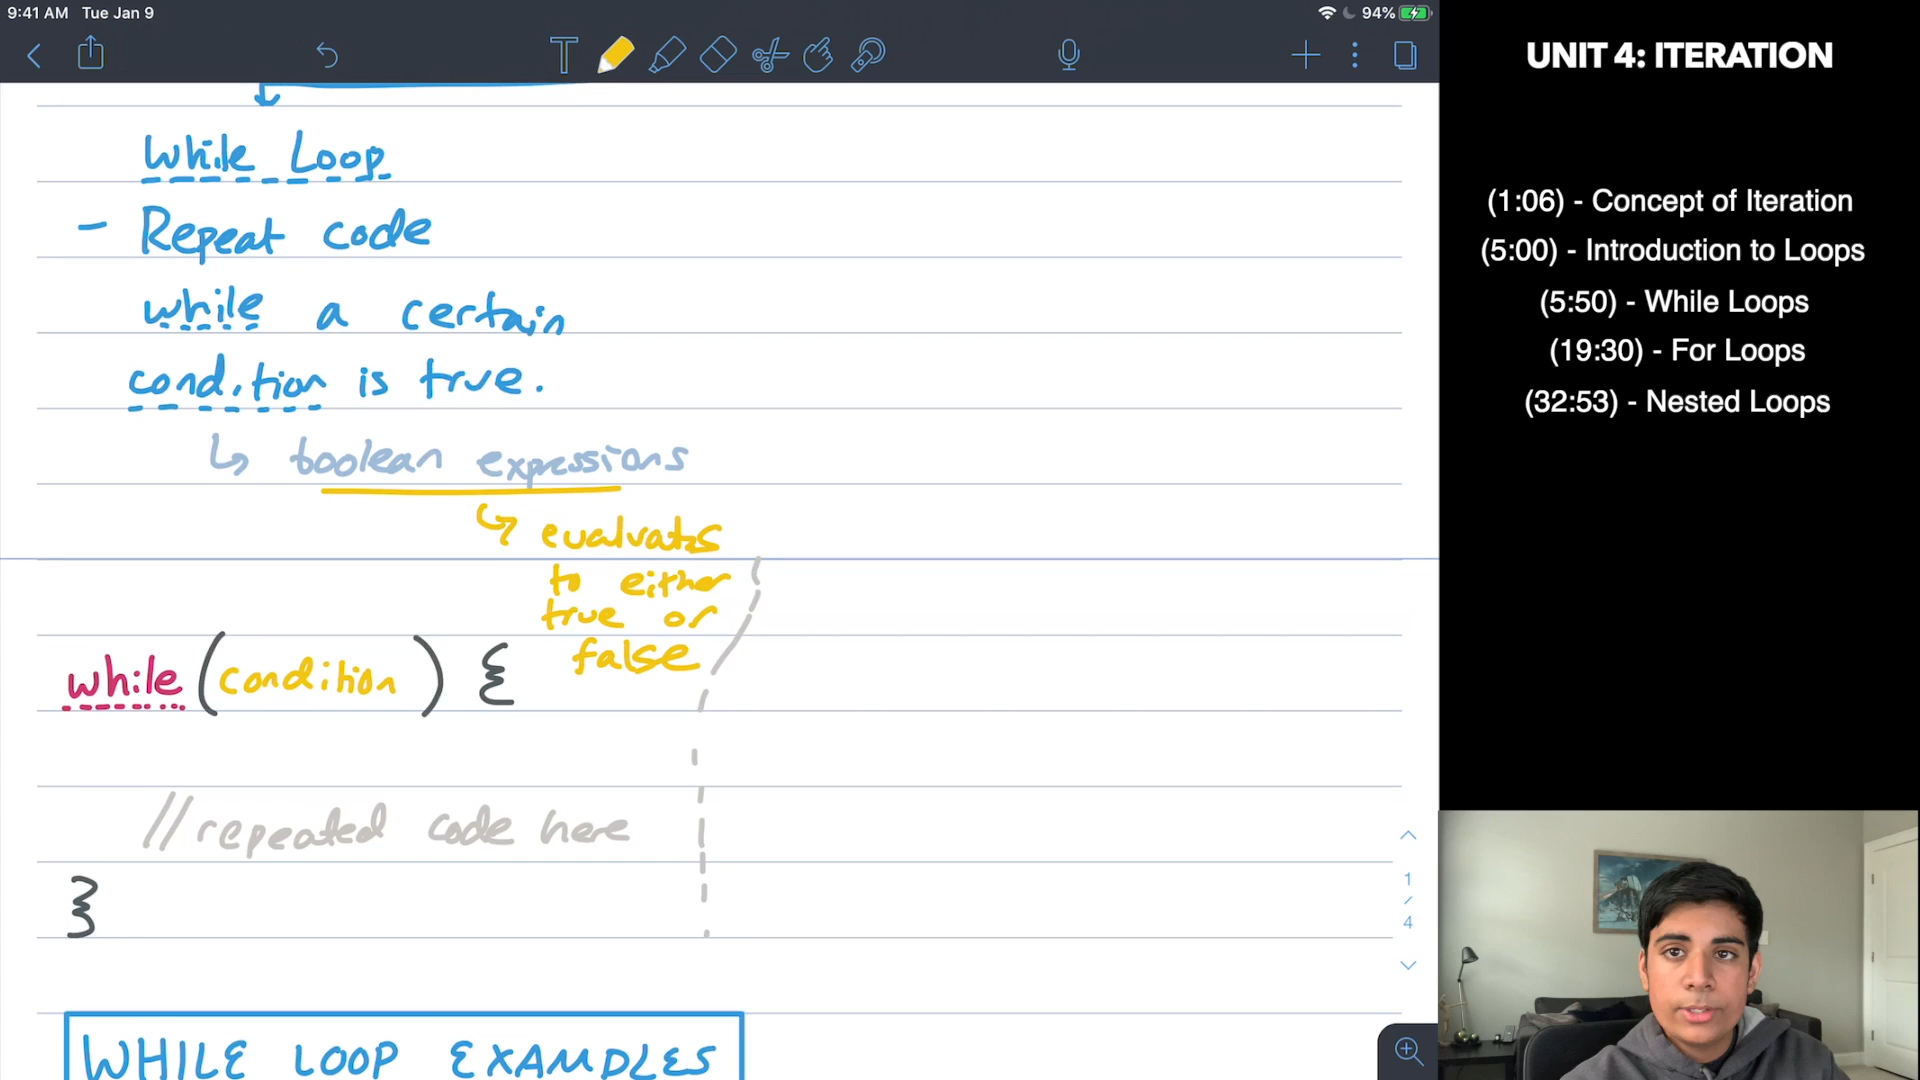 9:41 AM Tue Jan 9
94%
While Loop
- Repeat code
while a certain
condition is true.
↳ boolean expressions
↳ evaluates
to either
true or
false
while (condition) {
//repeated code here
}
WHILE LOOP EXAMPLES
1
/
4
UNIT 4: ITERATION
(1:06) - Concept of Iteration
(5:00) - Introduction to Loops
(5:50) - While Loops
(19:30) - For Loops
(32:53) - Nested Loops